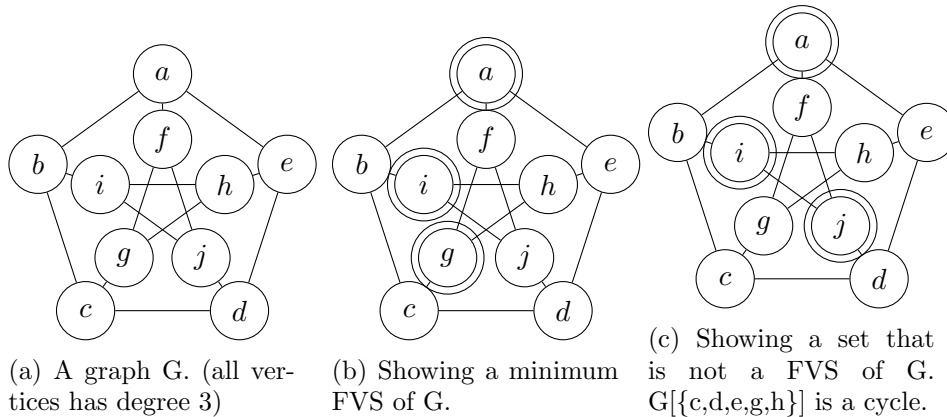 a
f
b
i
h
e
g
j
c
d
(a) A graph G. (all ver-
tices has degree 3)
a
f
b
i
h
e
g
j
c
d
(b) Showing a minimum
FVS of G.
a
f
b
i
h
e
g
j
c
d
(c) Showing a set that
is not a FVS of G.
G[{c,d,e,g,h}] is a cycle.